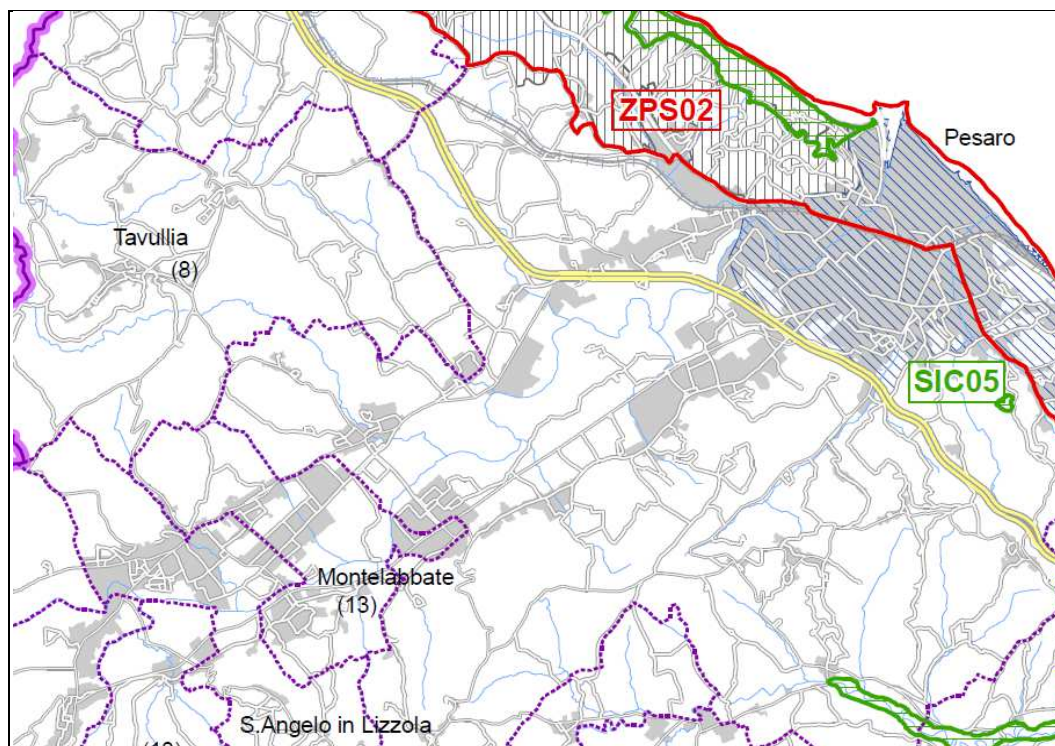 ZPS02
Pesaro
Tavullia
(8)
SIC05
Montelabbate
(13)
S.Angelo in Lizzola